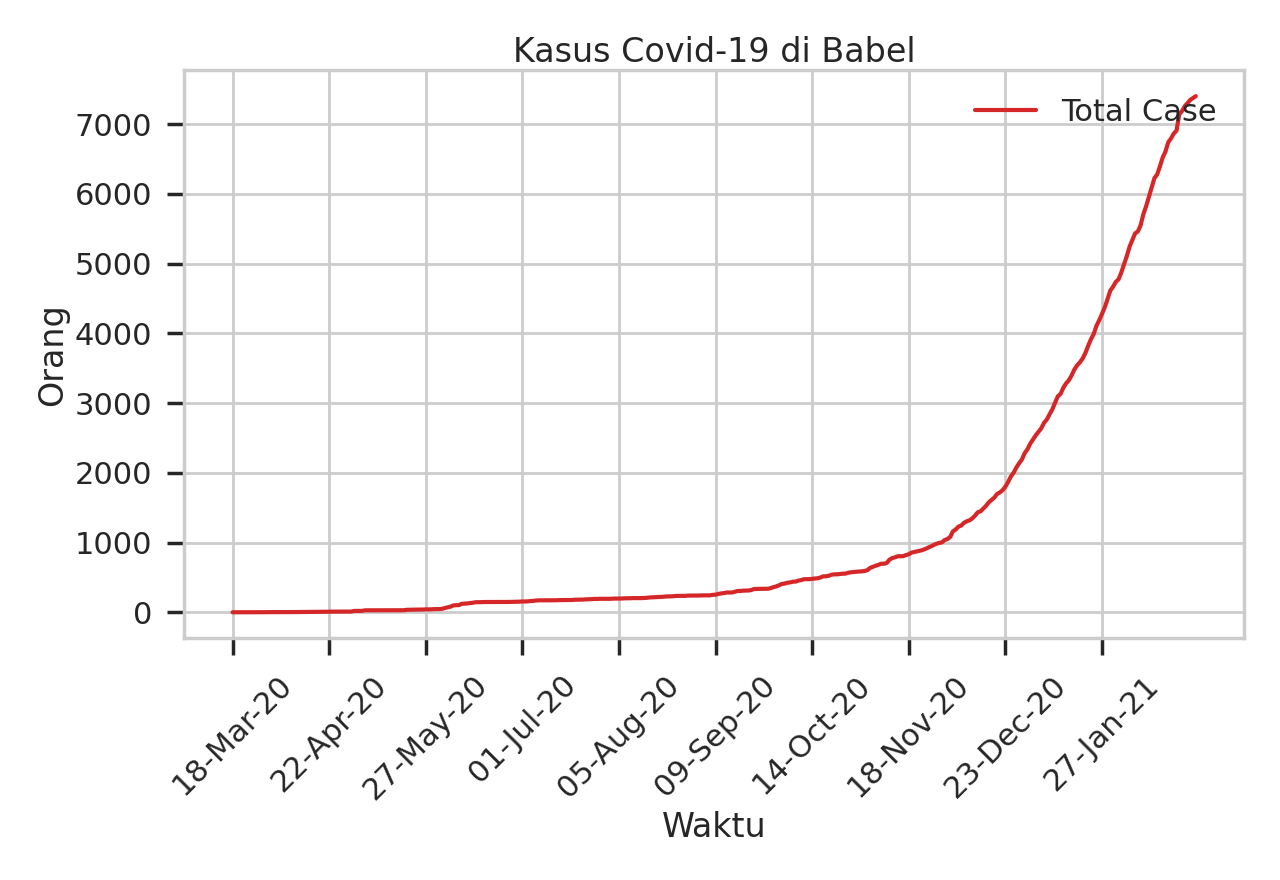 Kasus Covid-19 di Babel
Total Case
7000
6000
5000
4000
3000
2000
1000
0
Orang
18-Mar-20
22-Apr-20
27-May-20
01-Jul-20
05-Aug-20
09-Sep-20
14-Oct-20
18-Nov-20
23-Dec-20
27-Jan-21
Waktu